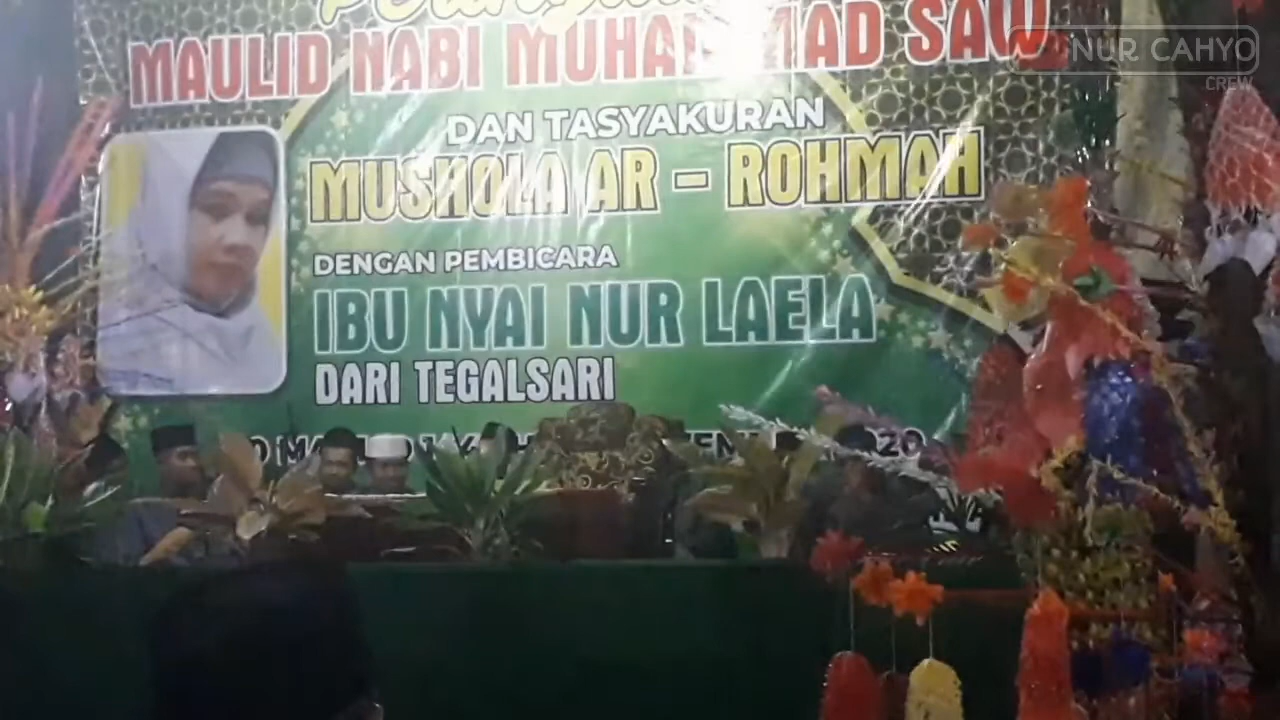 NUR CAHYO
CREW
MAULID NABI MUHAMMAD SAW
DAN TASYAKURAN
MUSHOLA AR - ROHMAH
DENGAN PEMBICARA
IBU NYAI NUR LAELA
DARI TEGALSARI